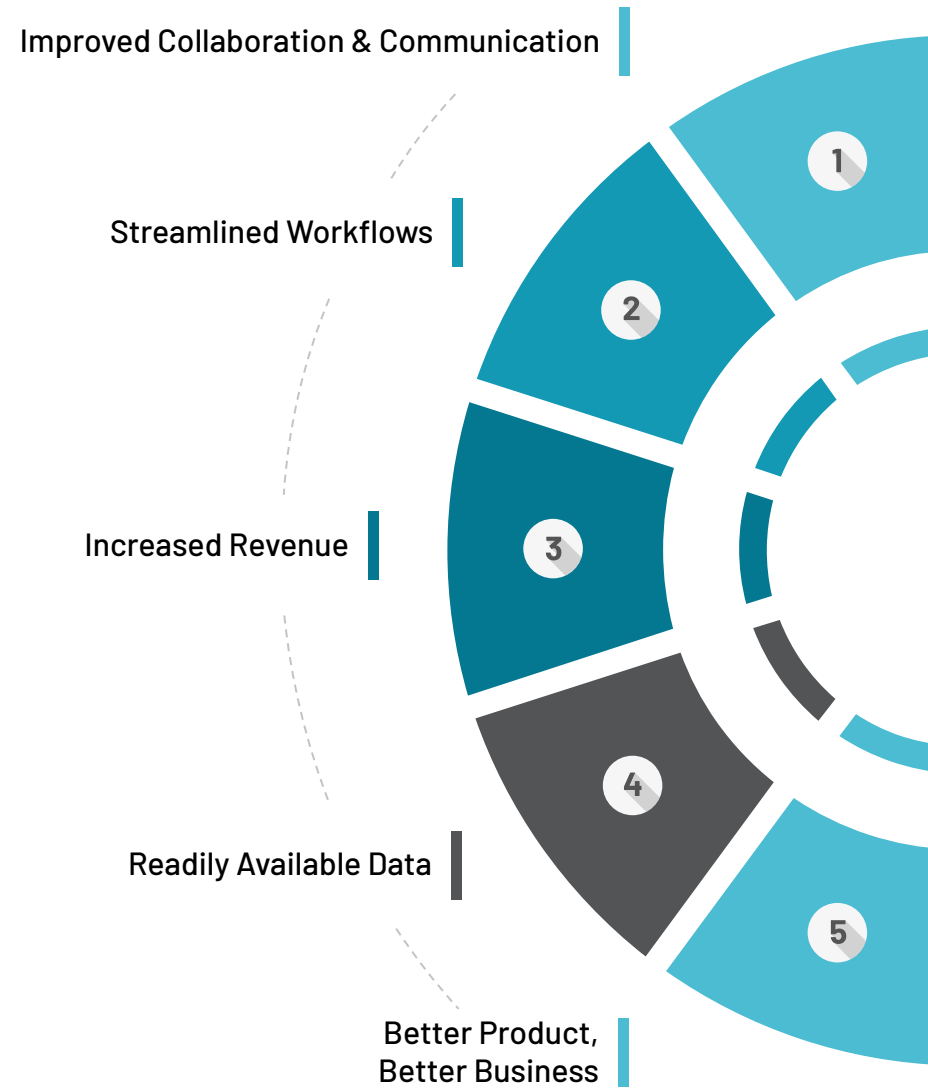 Improved Collaboration & Communication
1
Streamlined Workflows
2
Increased Revenue
3
Readily Available Data
4
5
Better Product,
Better Business